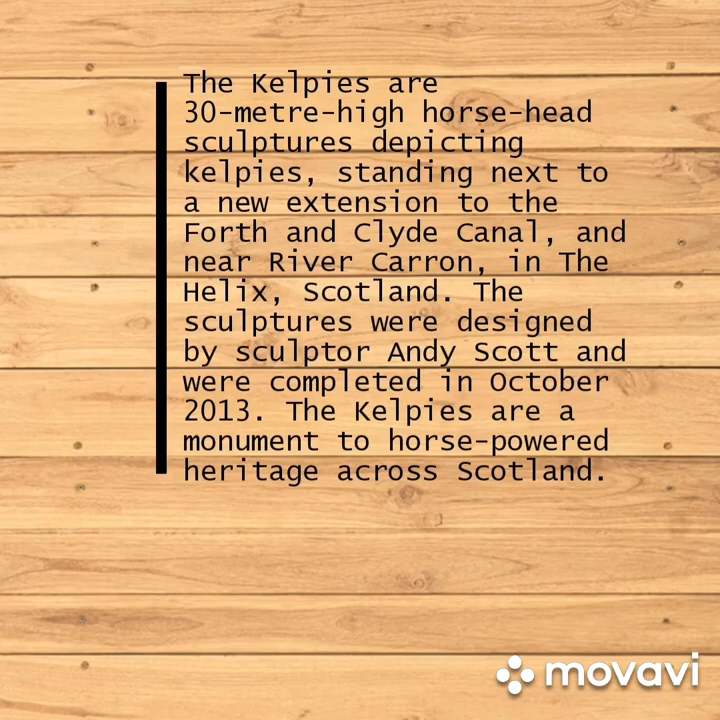 The Kelpies are
30-metre-high horse-head
sculptures depicting
kelpies, standing next to
a new extension to the
Forth and Clyde Canal, and
near River Carron, in The
Helix, Scotland. The
sculptures were designed
by sculptor Andy Scott and
were completed in October
2013. The Kelpies are a
monument to horse-powered
heritage across Scotland.
movavi